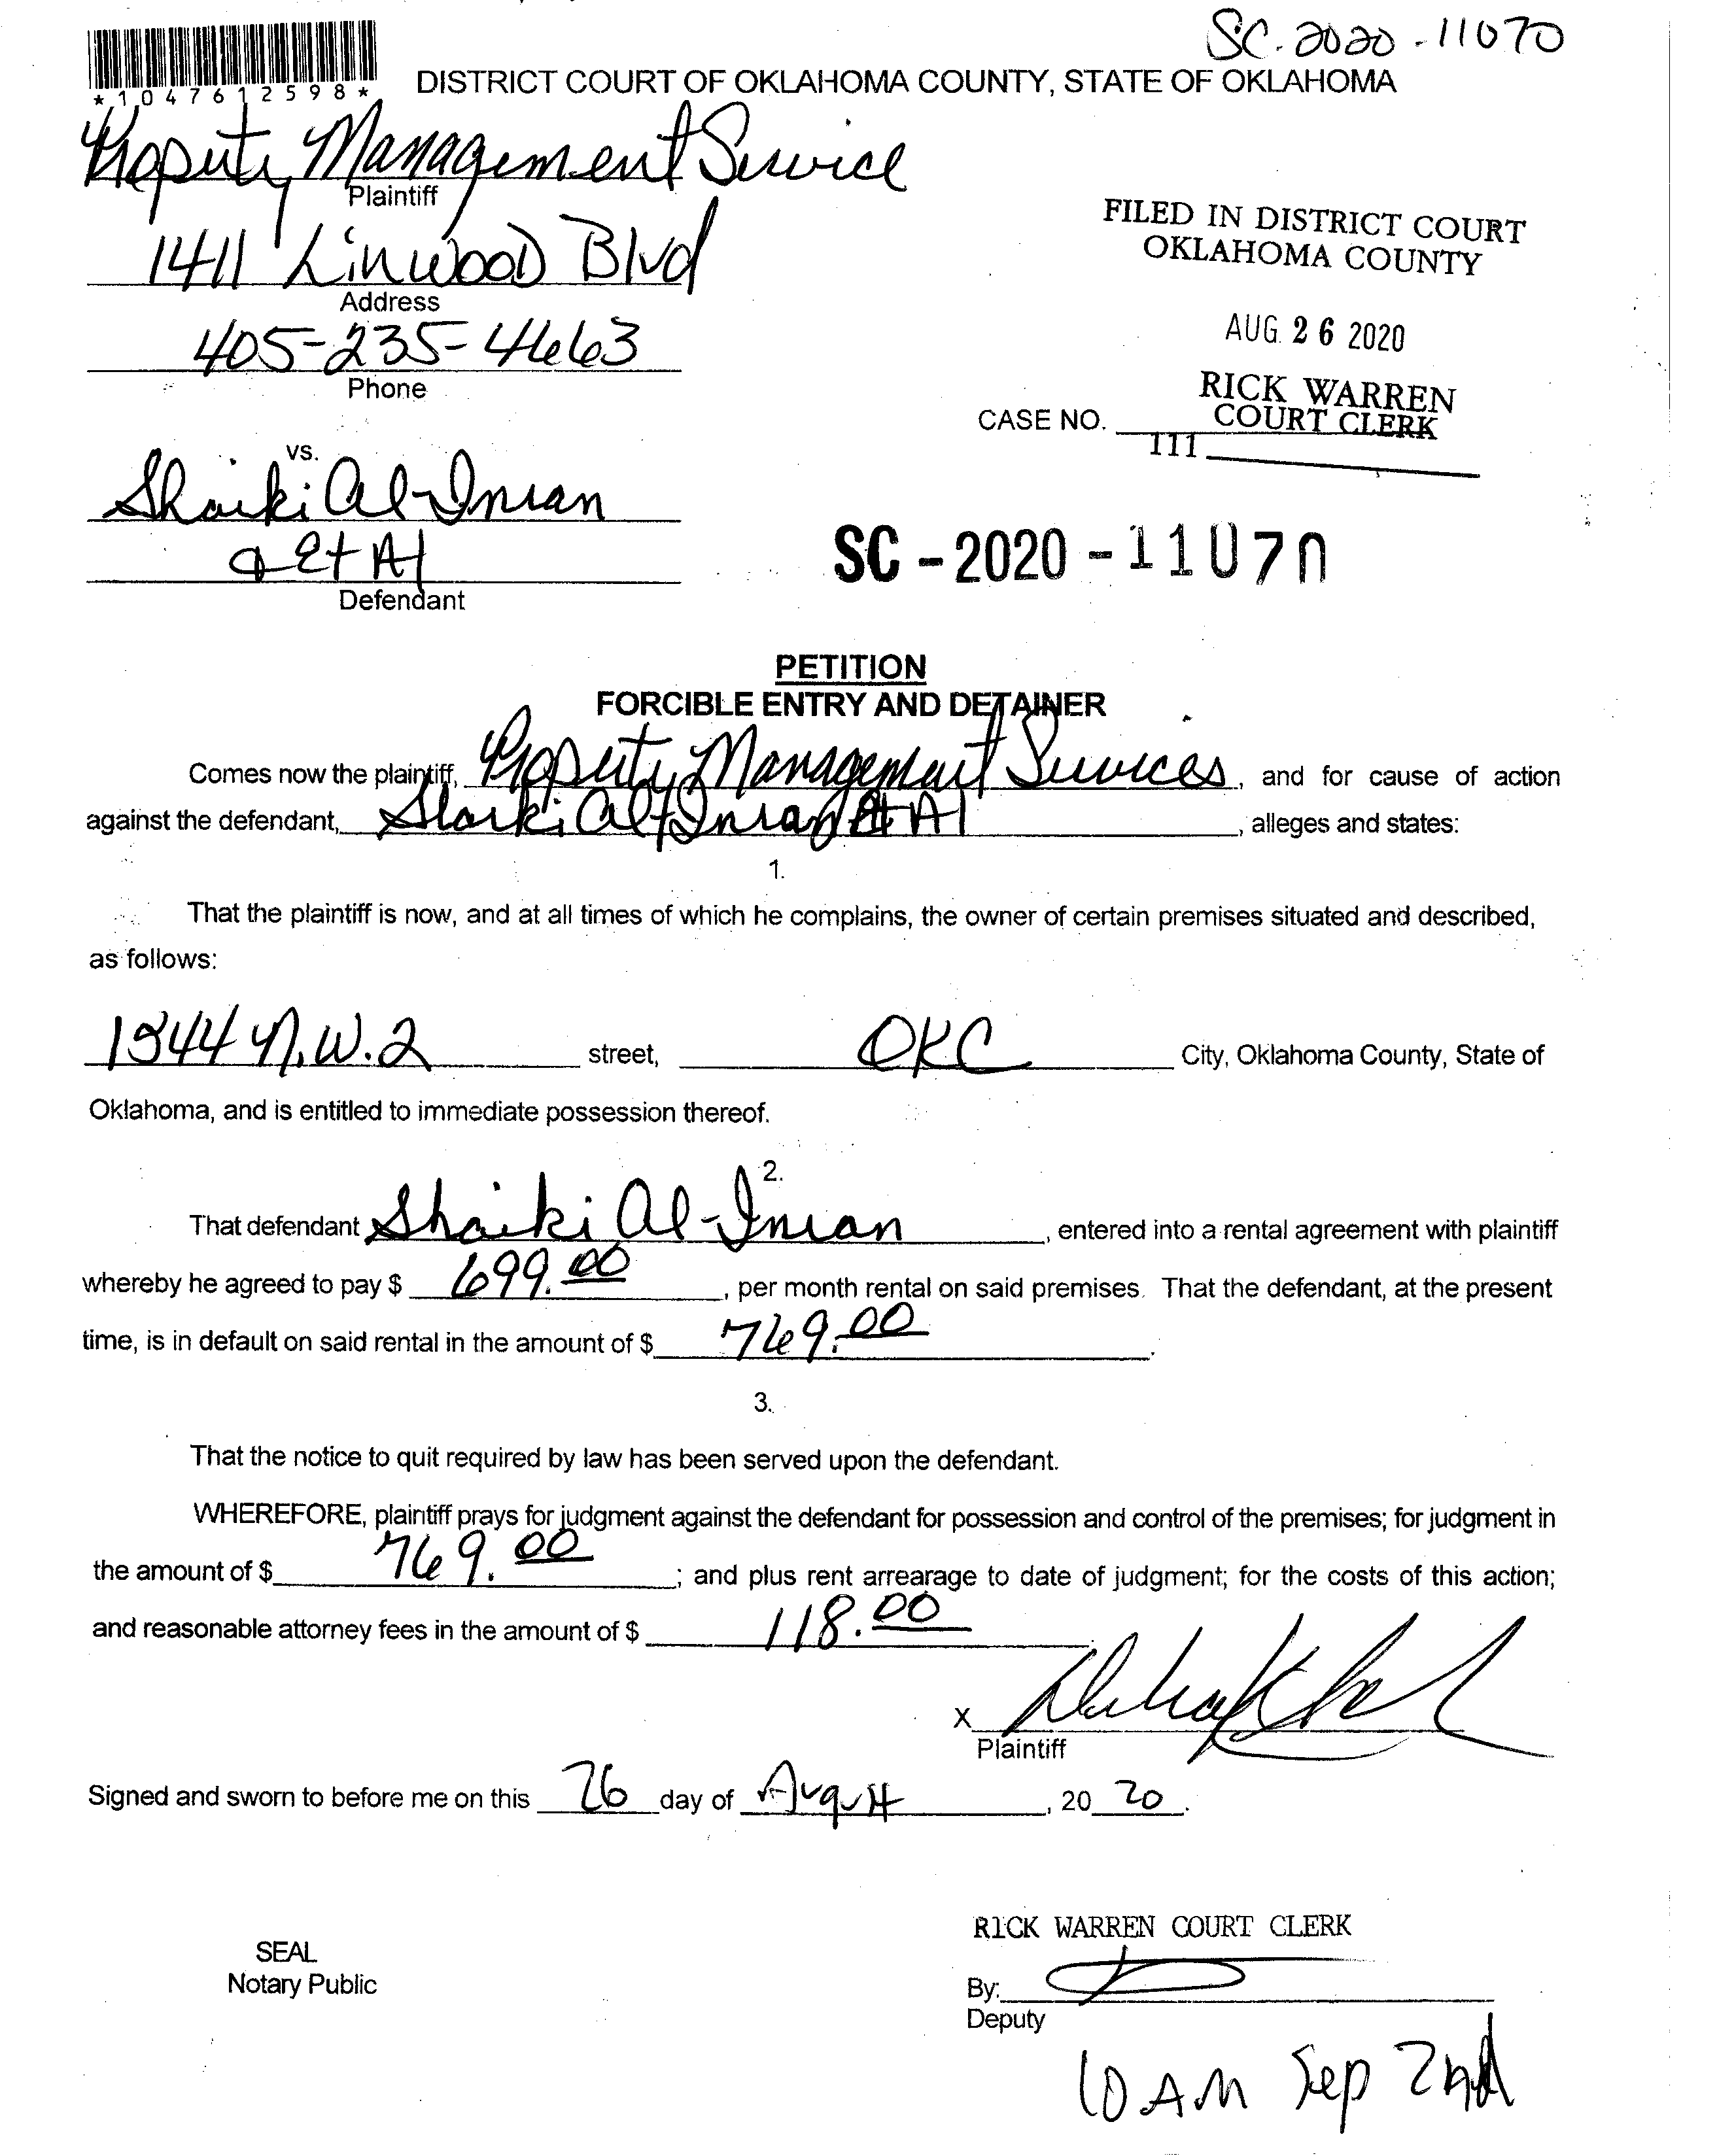 SC-2020-11070
*1047612598*
DISTRICT COURT OF OKLAHOMA COUNTY, STATE OF OKLAHOMA
Property Management Service
Plaintiff
1411 Linwood Blvd
Address
405-235-4663
Phone
FILED IN DISTRICT COURT
OKLAHOMA COUNTY
AUG 26 2020
RICK WARREN
COURT CLERK
CASE NO.
111
vs.
Shaiki Al-Inran
& Et Al
Defendant
SC-2020-11070
PETITION
FORCIBLE ENTRY AND DETAINER
Comes now the plaintiff, Property Management Services, and for cause of action
against the defendant, Shaiki Al-Inran Et Al, alleges and states:
1.
That the plaintiff is now, and at all times of which he complains, the owner of certain premises situated and described,
as follows:
1344 N.W. 2 street, OKC City, Oklahoma County, State of
Oklahoma, and is entitled to immediate possession thereof.
2.
That defendant Shaiki Al-Inran, entered into a rental agreement with plaintiff
whereby he agreed to pay $ 699.00, per month rental on said premises. That the defendant, at the present
time, is in default on said rental in the amount of $ 769.00.
3.
That the notice to quit required by law has been served upon the defendant.
WHEREFORE, plaintiff prays for judgment against the defendant for possession and control of the premises; for judgment in
the amount of $ 769.00; and plus rent arrearage to date of judgment; for the costs of this action;
and reasonable attorney fees in the amount of $ 118.00.
X
Plaintiff
Signed and sworn to before me on this 26 day of August, 20 20.
RICK WARREN COURT CLERK
SEAL
Notary Public
By:
Deputy
10 AM Sep 2nd